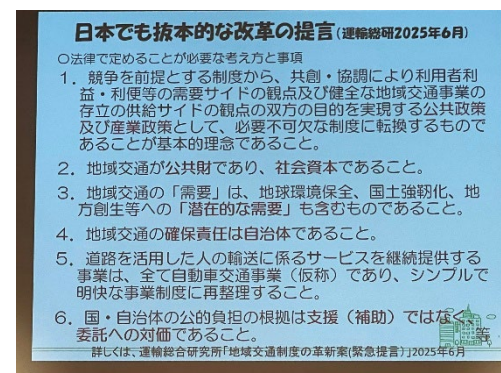 日本でも抜本的な改革の提言(運輸総研2025年6月)
○法律で定めることが必要な考え方と事項
1．競争を前提とする制度から、共創・協調により利用者利
益・利便等の需要サイドの観点及び健全な地域交通事業の
存立の供給サイドの観点の双方の目的を実現する公共政策
及び産業政策として、必要不可欠な制度に転換するもので
あることが基本的理念であること。
2．地域交通が公共財であり、社会資本であること。
3．地域交通の「需要」は、地球環境保全、国土強靭化、地
方創生等への「潜在的な需要」も含むものであること。
4．地域交通の確保責任は自治体であること。
5．道路を活用した人の輸送に係るサービスを継続提供する
事業は、全て自動車交通事業（仮称）であり、シンプルで
明快な事業制度に再整理すること。
6．国・自治体の公的負担の根拠は支援（補助）ではなく、
委託への対価であること。 等
詳しくは、運輸総合研究所「地域交通制度の革新案(緊急提言)」2025年6月